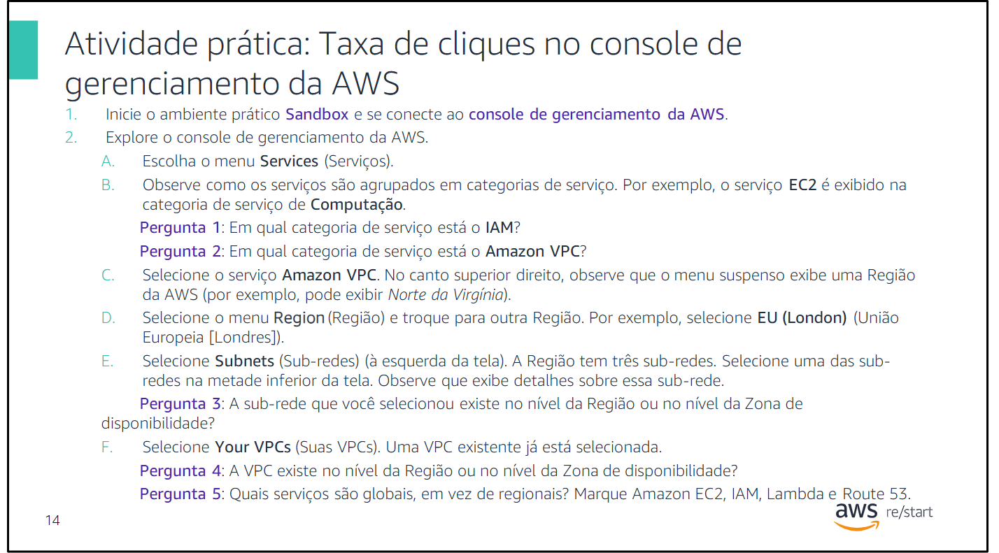 Atividade prática: Taxa de cliques no console de
gerenciamento da AWS
1. Inicie o ambiente prático Sandbox e se conecte ao console de gerenciamento da AWS.
2. Explore o console de gerenciamento da AWS.
A. Escolha o menu Services (Serviços).
B. Observe como os serviços são agrupados em categorias de serviço. Por exemplo, o serviço EC2 é exibido na
categoria de serviço de Computação.
Pergunta 1: Em qual categoria de serviço está o IAM?
Pergunta 2: Em qual categoria de serviço está o Amazon VPC?
C. Selecione o serviço Amazon VPC. No canto superior direito, observe que o menu suspenso exibe uma Região
da AWS (por exemplo, pode exibir Norte da Virgínia).
D. Selecione o menu Region (Região) e troque para outra Região. Por exemplo, selecione EU (London) (União
Europeia [Londres]).
E. Selecione Subnets (Sub-redes) (à esquerda da tela). A Região tem três sub-redes. Selecione uma das sub-
redes na metade inferior da tela. Observe que exibe detalhes sobre essa sub-rede.
Pergunta 3: A sub-rede que você selecionou existe no nível da Região ou no nível da Zona de
disponibilidade?
F. Selecione Your VPCs (Suas VPCs). Uma VPC existente já está selecionada.
Pergunta 4: A VPC existe no nível da Região ou no nível da Zona de disponibilidade?
Pergunta 5: Quais serviços são globais, em vez de regionais? Marque Amazon EC2, IAM, Lambda e Route 53.
14
aws re/start